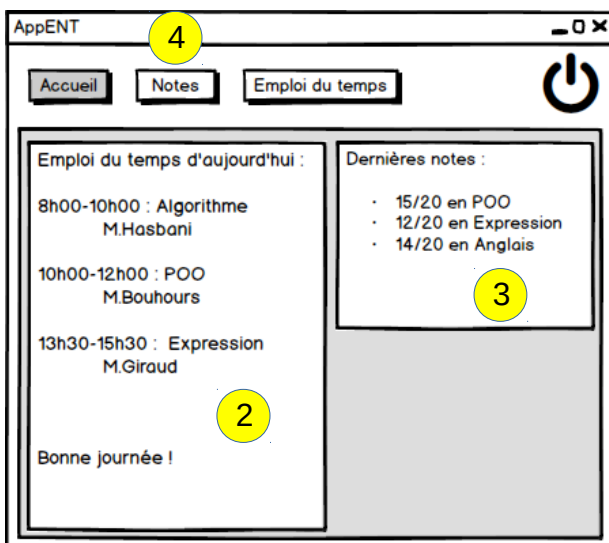 AppENT
4
Accueil
Notes
Emploi du temps
Emploi du temps d'aujourd'hui :
8h00-10h00 : Algorithme
M.Hasbani
10h00-12h00 : POO
M.Bouhours
13h30-15h30 : Expression
M.Giraud
2
Bonne journée !
Dernières notes :
· 15/20 en POO
· 12/20 en Expression
· 14/20 en Anglais
3